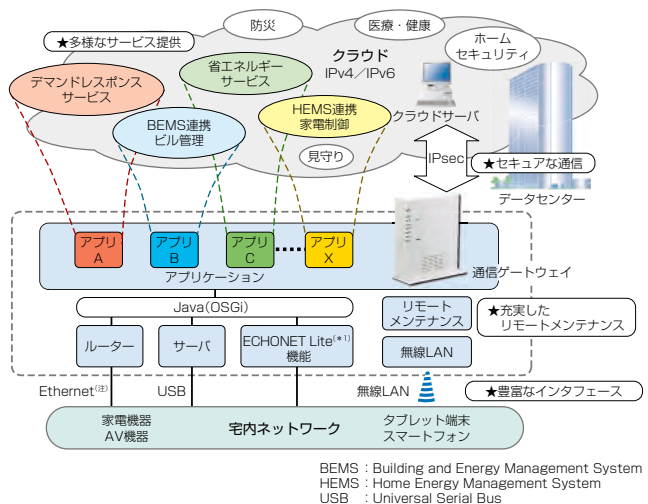 防災
医療・健康
ホーム
セキュリティ
★多様なサービス提供
クラウド
IPv4／IPv6
省エネルギー
サービス
デマンドレスポンス
サービス
HEMS連携
家電制御
クラウドサーバ
BEMS連携
ビル管理
見守り
IPsec
★セキュアな通信
データセンター
アプリ
A
アプリ
B
アプリ
C
アプリ
X
アプリケーション
通信ゲートウェイ
Java(OSGi)
リモート
メンテナンス
★充実した
リモートメンテナンス
ルーター
サーバ
ECHONET Lite(*1)
機能
無線LAN
Ethernet(注)
USB
無線LAN
★豊富なインタフェース
家電機器
AV機器
宅内ネットワーク
タブレット端末
スマートフォン
BEMS：Building and Energy Management System
HEMS：Home Energy Management System
USB ：Universal Serial Bus